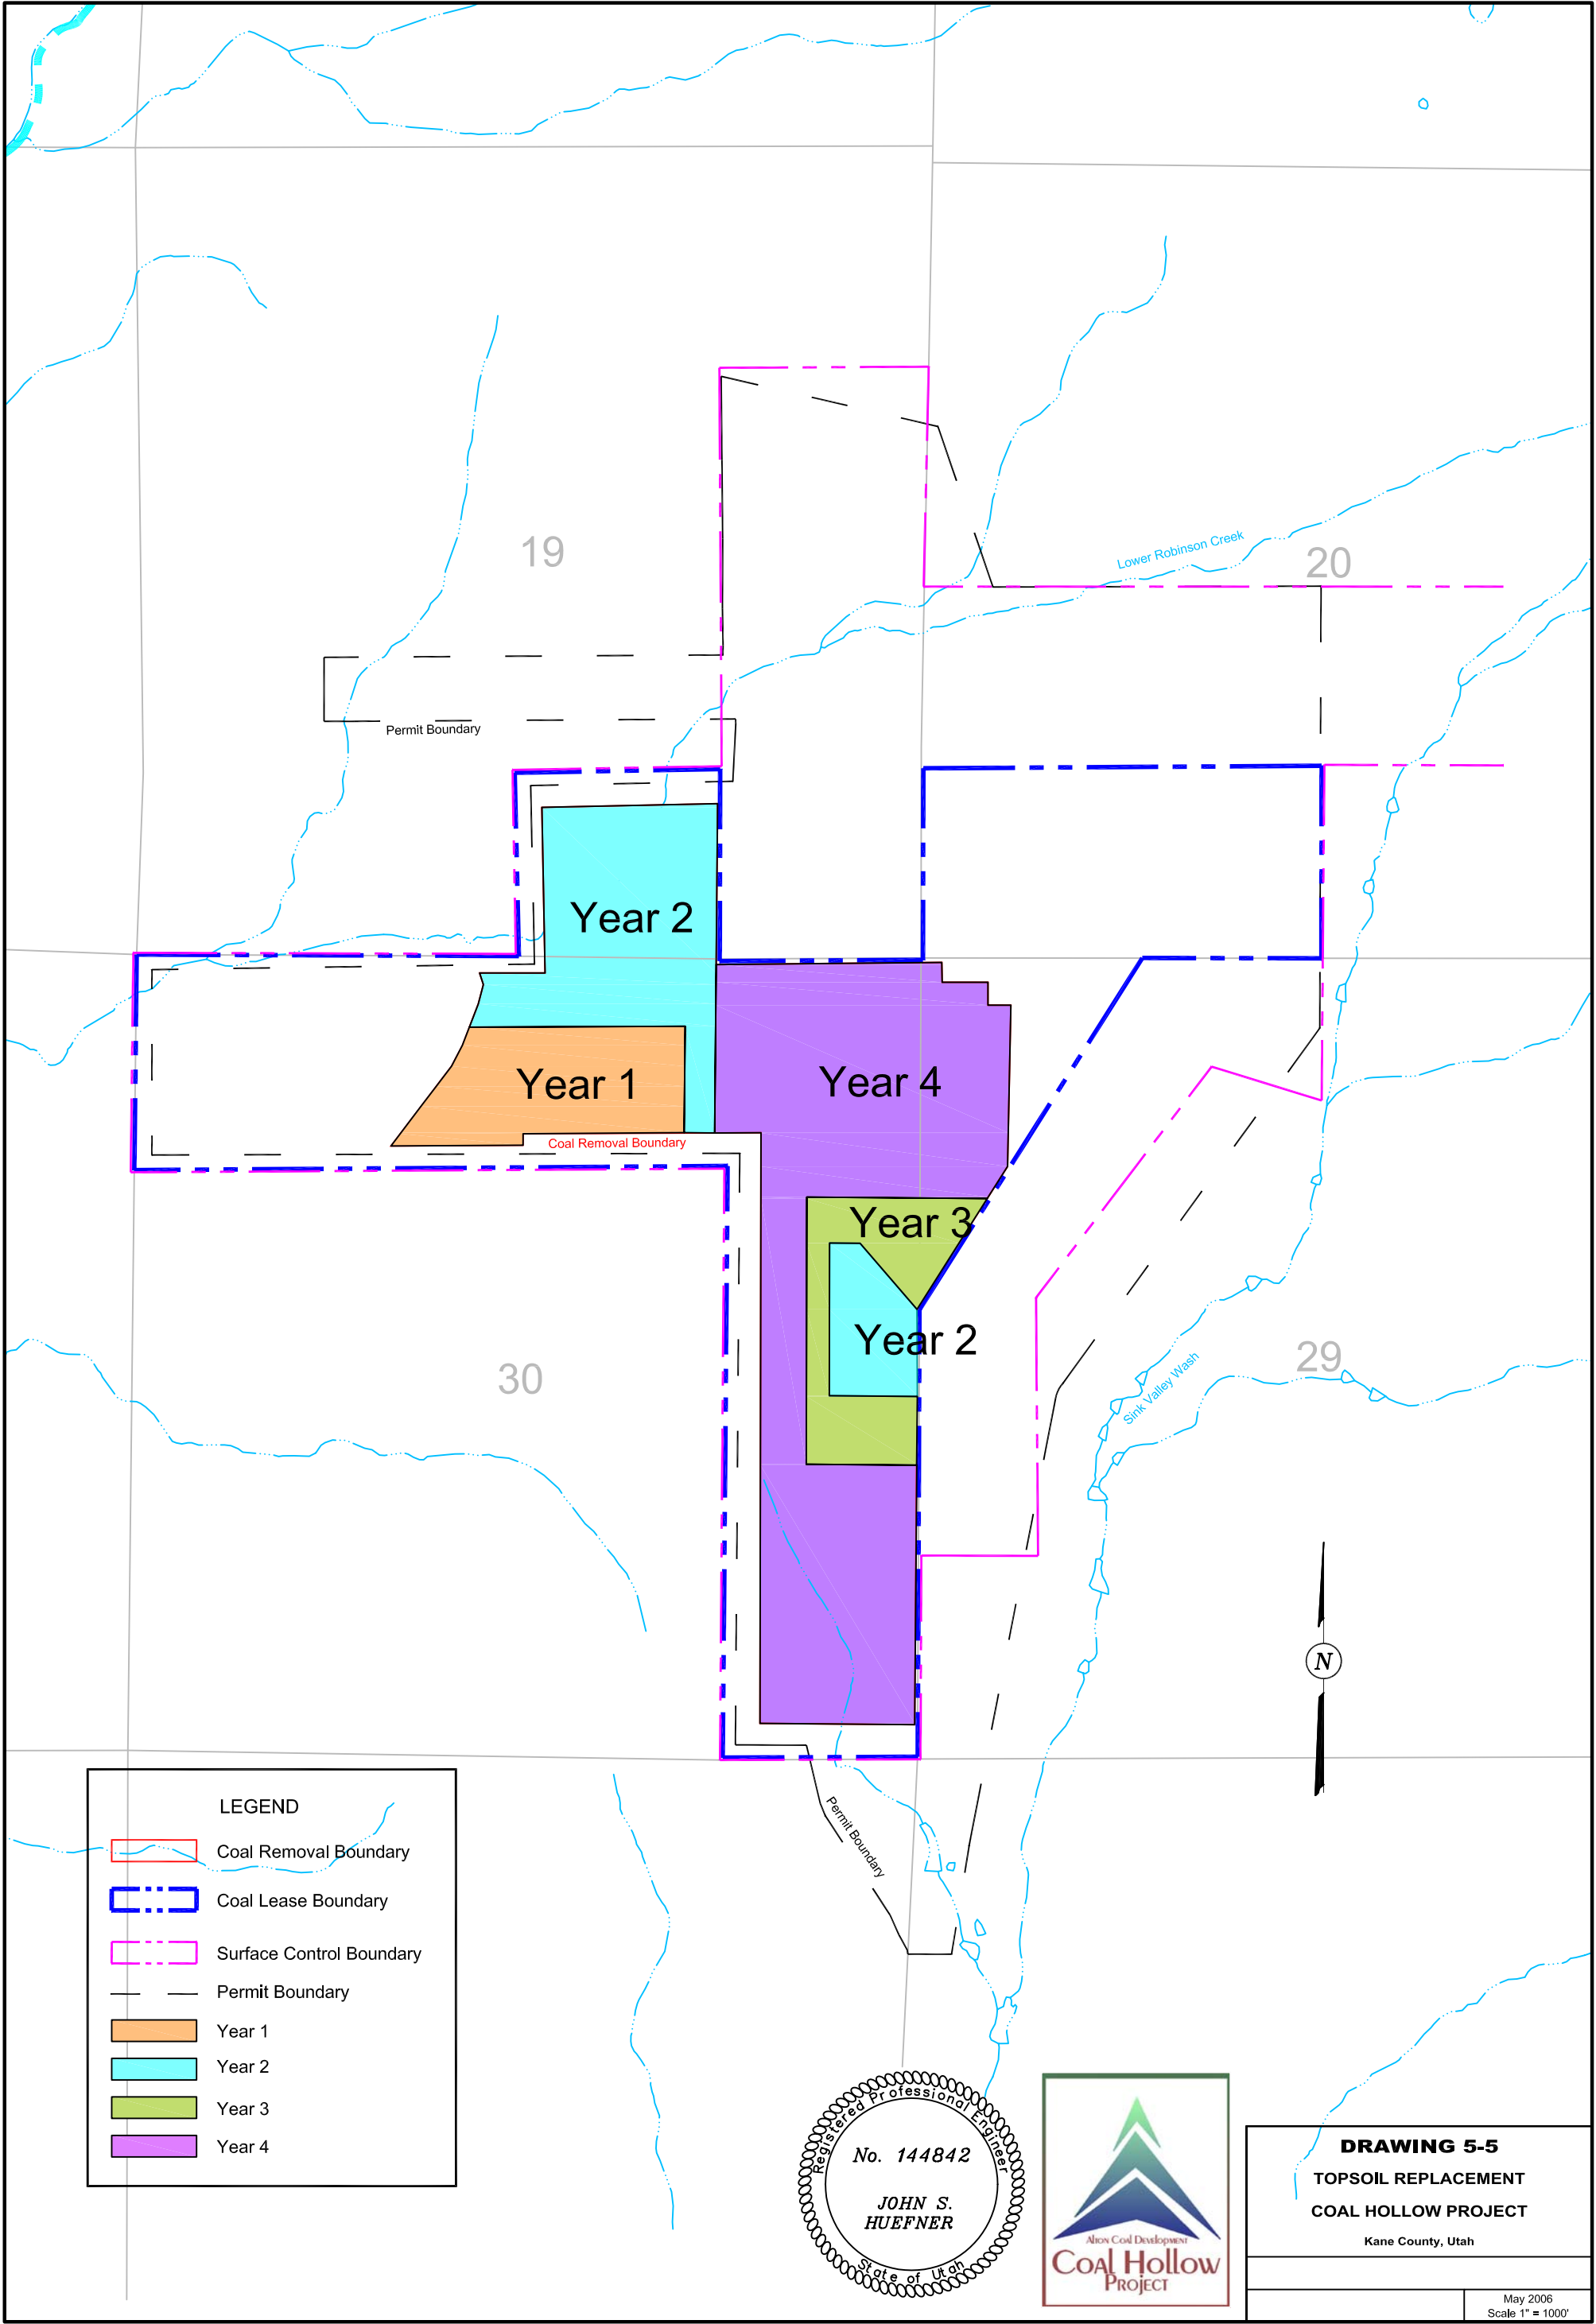 19
20
Lower Robinson Creek
Permit Boundary
Year 2
Year 1
Year 4
Coal Removal Boundary
Year 3
Year 2
30
29
Sink Valley Wash
N
Permit Boundary
LEGEND
Coal Removal Boundary
Coal Lease Boundary
Surface Control Boundary
Permit Boundary
Year 1
Year 2
Year 3
Year 4
Registered Professional Engineer
No. 144842
JOHN S.
HUEFNER
State of Utah
Alton Coal Development
Coal Hollow
Project
DRAWING 5-5
TOPSOIL REPLACEMENT
COAL HOLLOW PROJECT
Kane County, Utah
May 2006
Scale 1" = 1000'